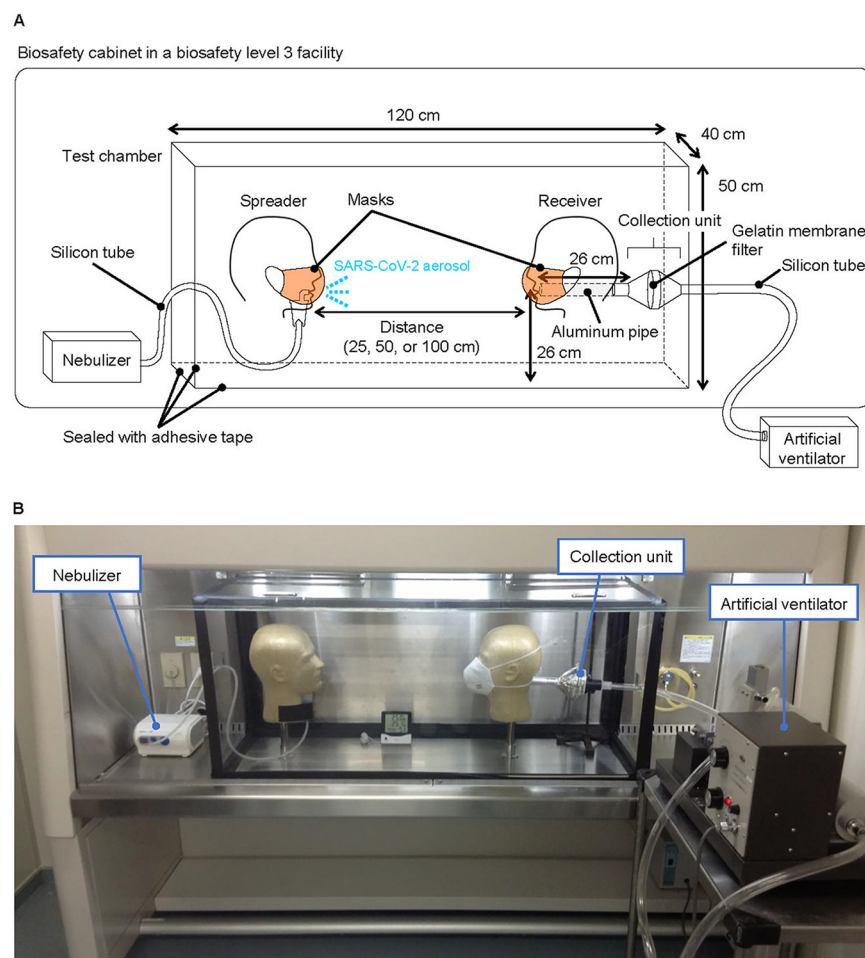 A
Biosafety cabinet in a biosafety level 3 facility
120 cm
40 cm
Test chamber
50 cm
Spreader
Masks
Receiver
Collection unit
Gelatin membrane
filter
Silicon tube
26 cm
Silicon tube
SARS-CoV-2 aerosol
Distance
(25, 50, or 100 cm)
Aluminum pipe
26 cm
Nebulizer
Sealed with adhesive tape
Artificial
ventilator
B
Nebulizer
Collection unit
Artificial ventilator